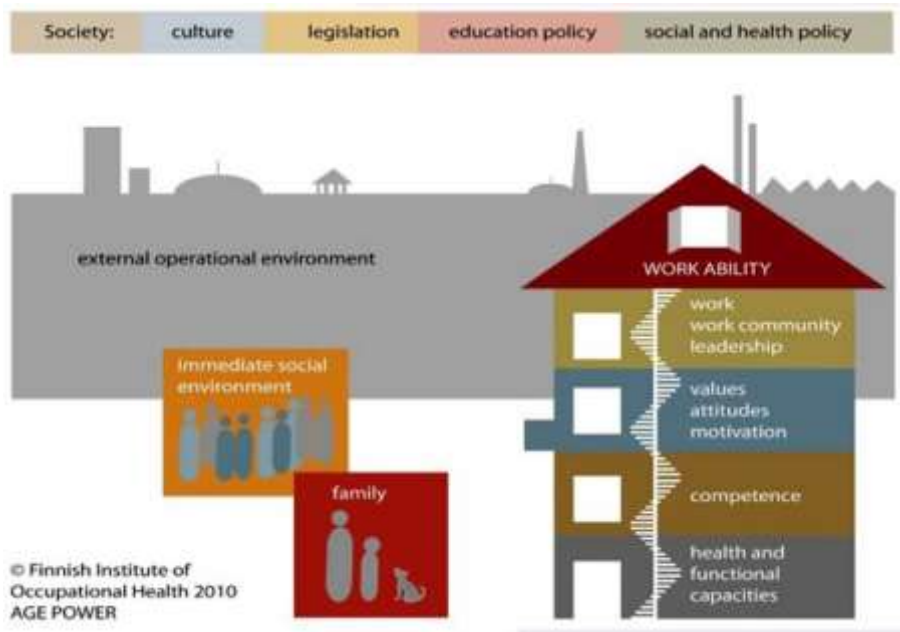 Society: culture legislation education policy social and health policy
external operational environment
WORK ABILITY
work
work community
leadership
immediate social
environment
values
attitudes
motivation
family
competence
health and
functional
capacities
© Finnish Institute of
Occupational Health 2010
AGE POWER